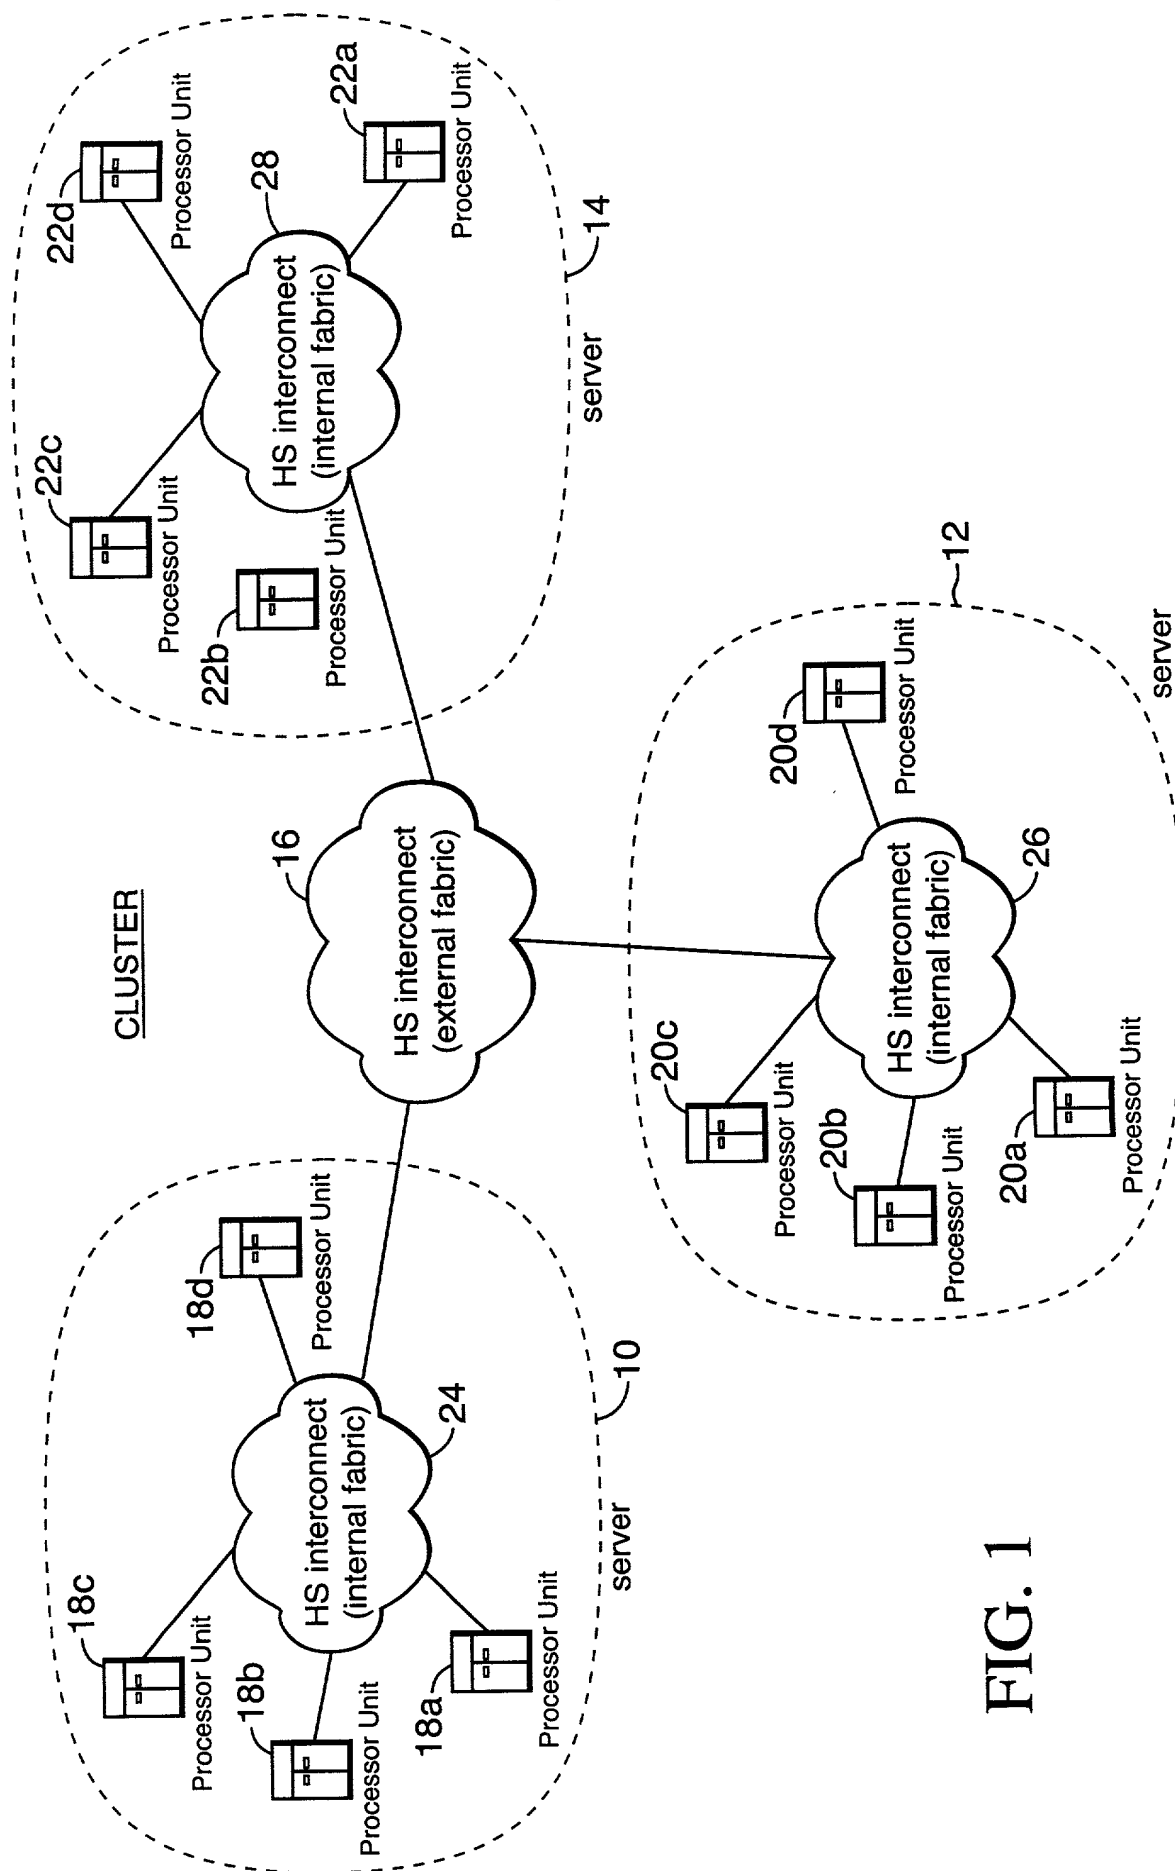 CLUSTER
18c
Processor Unit
18b
Processor Unit
18a
Processor Unit
18d
Processor Unit
HS interconnect
(internal fabric)
24
10
server
16
HS interconnect
(external fabric)
22c
Processor Unit
22b
Processor Unit
22d
Processor Unit
22a
Processor Unit
28
HS interconnect
(internal fabric)
14
server
20c
Processor Unit
20b
Processor Unit
20a
Processor Unit
20d
Processor Unit
HS interconnect
(internal fabric)
26
12
server
FIG. 1